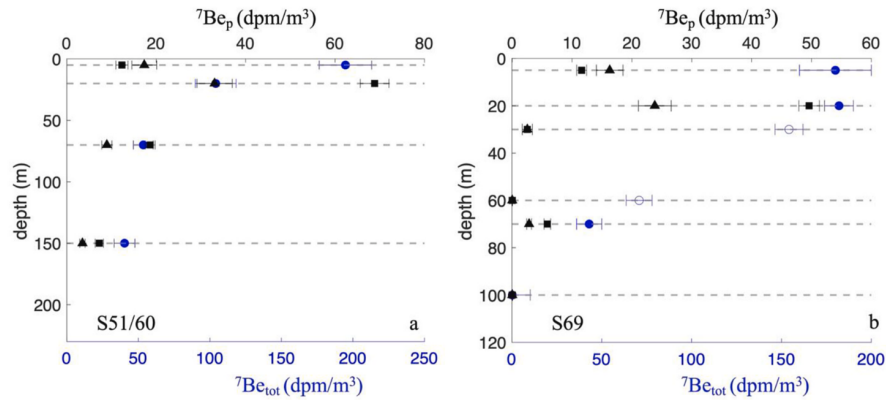 ⁷Beₚ (dpm/m³)
0 20 40 60 80
0
50
100
150
200
depth (m)
S51/60 a
0 50 100 150 200 250
⁷Beₜₒₜ (dpm/m³)
⁷Beₚ (dpm/m³)
0 10 20 30 40 50 60
0
20
40
60
80
100
120
depth (m)
S69 b
0 50 100 150 200
⁷Beₜₒₜ (dpm/m³)